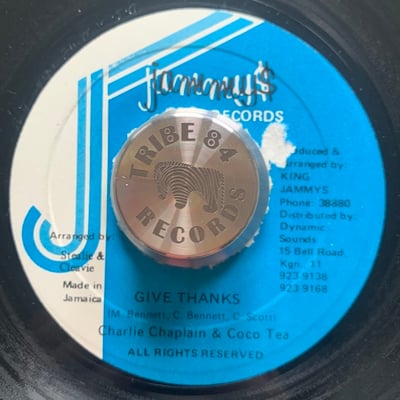 jammy$
RECORDS
TRIBE 84
RECORDS
Produced &
Arranged by:
KING
JAMMYS
Phone: 38880
Distributed by:
Dynamic
Sounds
15 Bell Road,
Kgn. 11
923 9138
923 9168
Arranged by:
Steelie &
Cleavie
Made in
Jamaica
GIVE THANKS
(M. Bennett, C. Bennett, C. Scott)
Charlie Chaplain & Coco Tea
ALL RIGHTS RESERVED